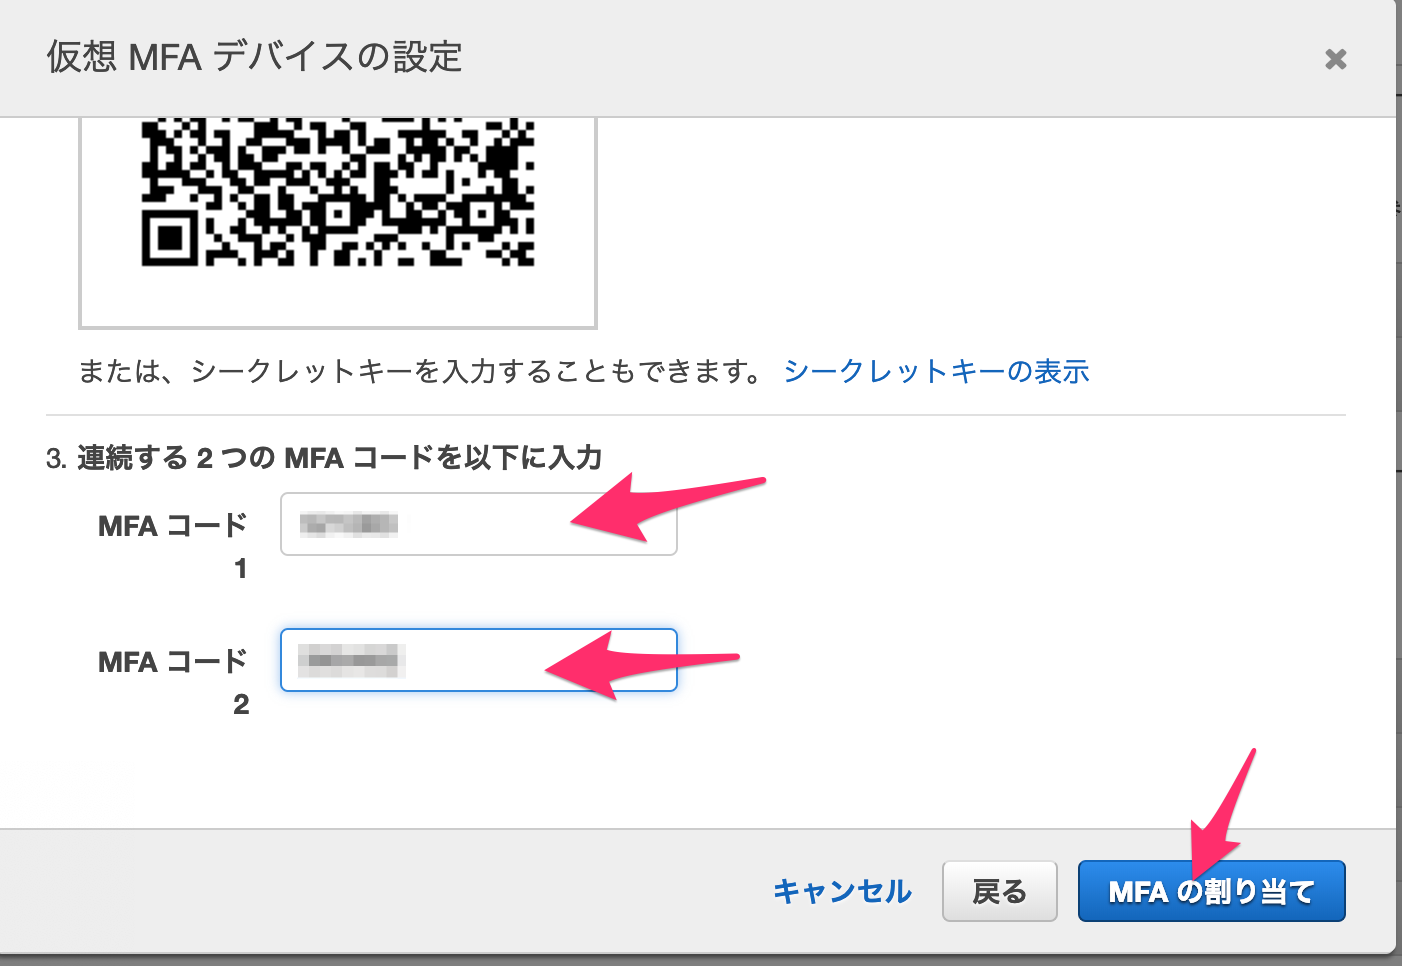 仮想 MFA デバイスの設定
または、シークレットキーを入力することもできます。 シークレットキーの表示
3. 連続する 2 つの MFA コードを以下に入力
MFA コード
1
MFA コード
2
キャンセル
戻る
MFA の割り当て